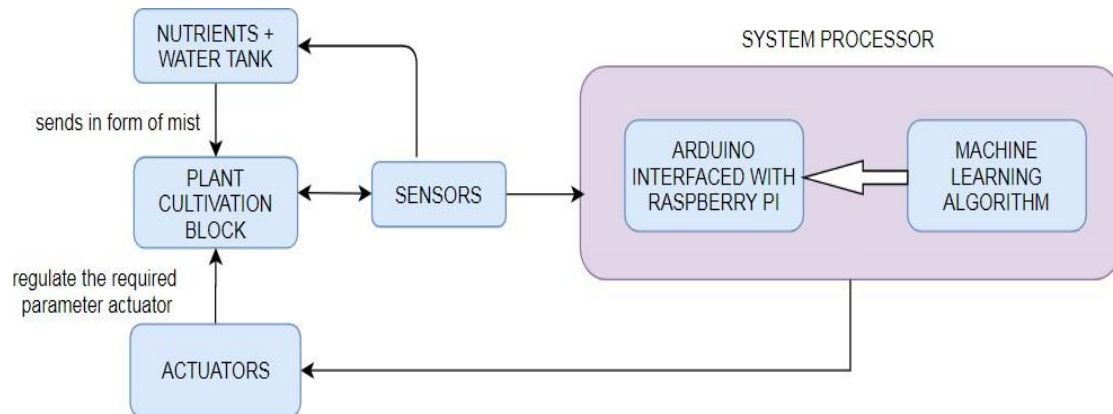 NUTRIENTS +
WATER TANK
SYSTEM PROCESSOR
sends in form of mist
PLANT
CULTIVATION
BLOCK
SENSORS
ARDUINO
INTERFACED WITH
RASPBERRY PI
MACHINE
LEARNING
ALGORITHM
regulate the required
parameter actuator
ACTUATORS